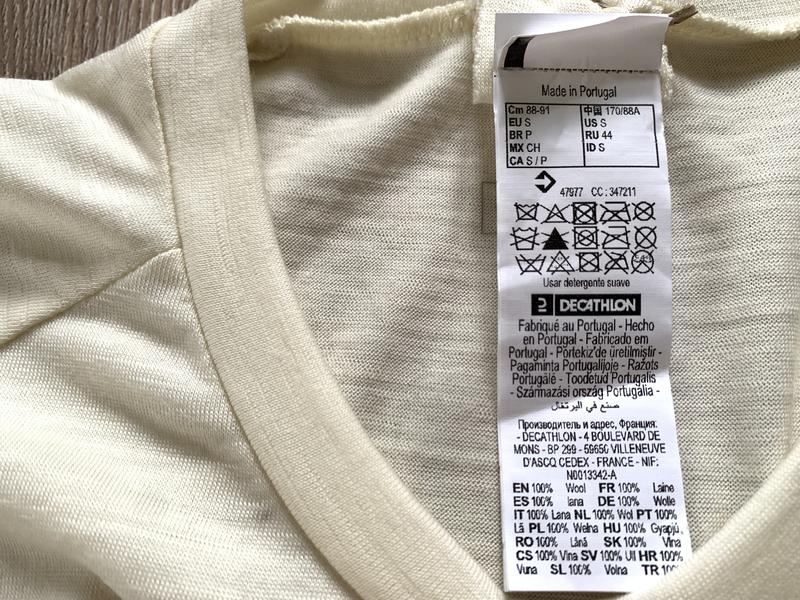 Made in Portugal
Cm 88-91 中国 170/88A
EU S US S
BR P RU 44
MX CH ID S
CA S / P
47977 CC : 347211
Usar detergente suave
DECATHLON
Fabriqué au Portugal - Hecho
en Portugal - Fabricado em
Portugal - Portekiz'de üretilmiştir -
Pagaminta Portugalijoje - Ražots
Portugālē - Toodetud Portugalis
- Származási ország Portugália -
صنع في البرتغال
Производитель и адрес, Франция:
- DECATHLON - 4 BOULEVARD DE
MONS - BP 299 - 59650 VILLENEUVE
D'ASCQ CEDEX - FRANCE - NIF:
N0013342-A
EN 100% Wool FR 100% Laine
ES 100% lana DE 100% Wolle
IT 100% Lana NL 100% Wol PT 100%
Lã PL 100% Wełna HU 100% Gyapjú
RO 100% Lână SK 100% Vlna
CS 100% Vlna SV 100% Ull HR 100%
Vuna SL 100% Volna TR 100%